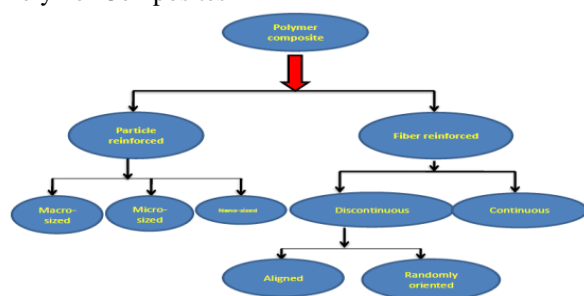 Polymer
composite
Particle
reinforced
Fiber reinforced
Macro-
sized
Micro-
sized
Nano-sized
Discontinuous
Continuous
Aligned
Randomly
oriented